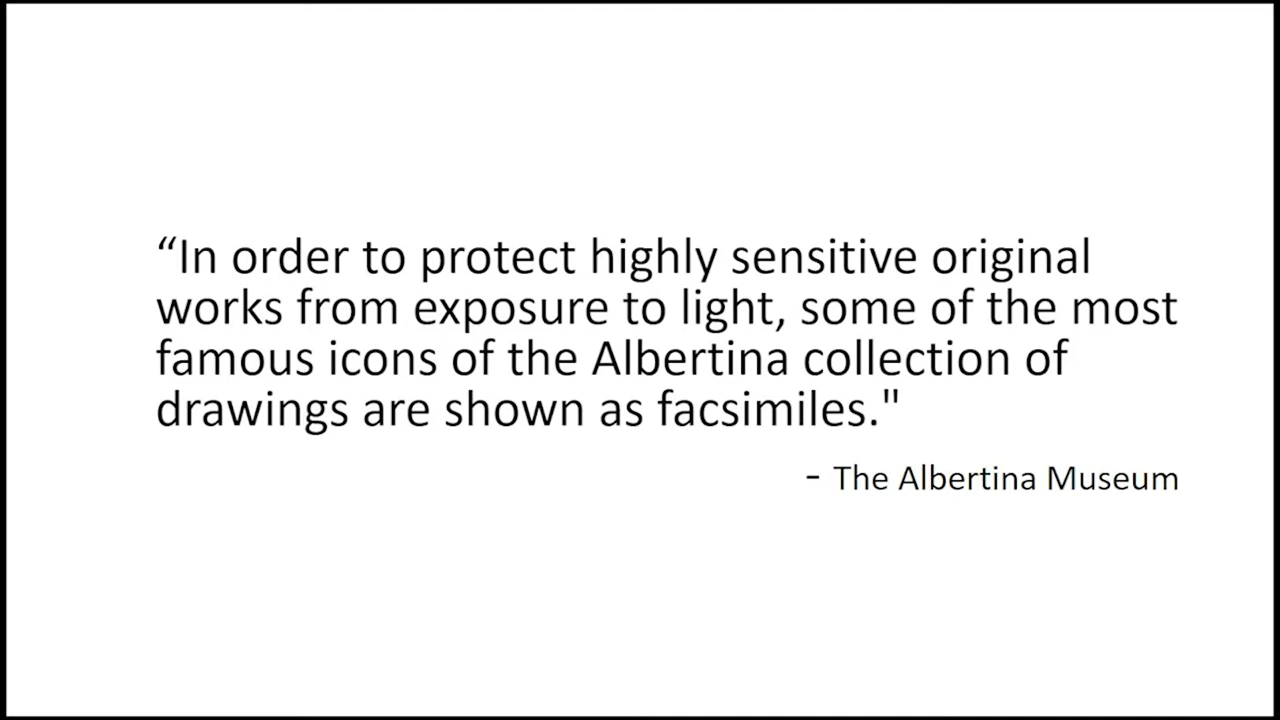 “In order to protect highly sensitive original
works from exposure to light, some of the most
famous icons of the Albertina collection of
drawings are shown as facsimiles."
- The Albertina Museum